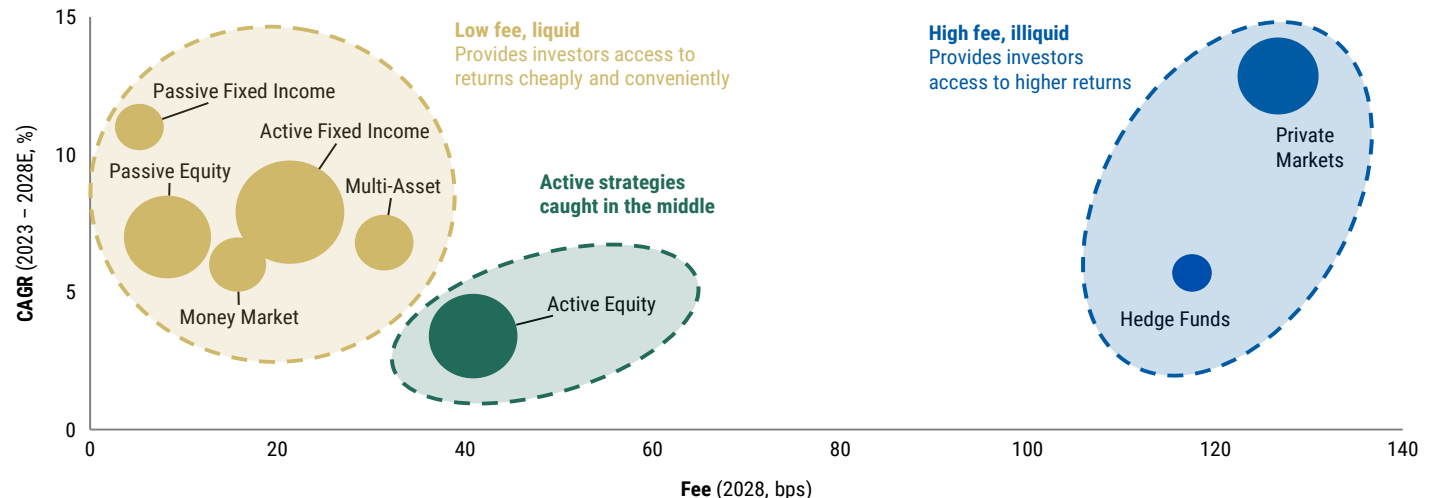 15
10
5
0
CAGR (2023 – 2028E, %)
Low fee, liquid
Provides investors access to
returns cheaply and conveniently
High fee, illiquid
Provides investors
access to higher returns
Passive Fixed Income
Active Fixed Income
Passive Equity
Multi-Asset
Money Market
Active strategies
caught in the middle
Active Equity
Private
Markets
Hedge Funds
0
20
40
60
80
100
120
140
Fee (2028, bps)